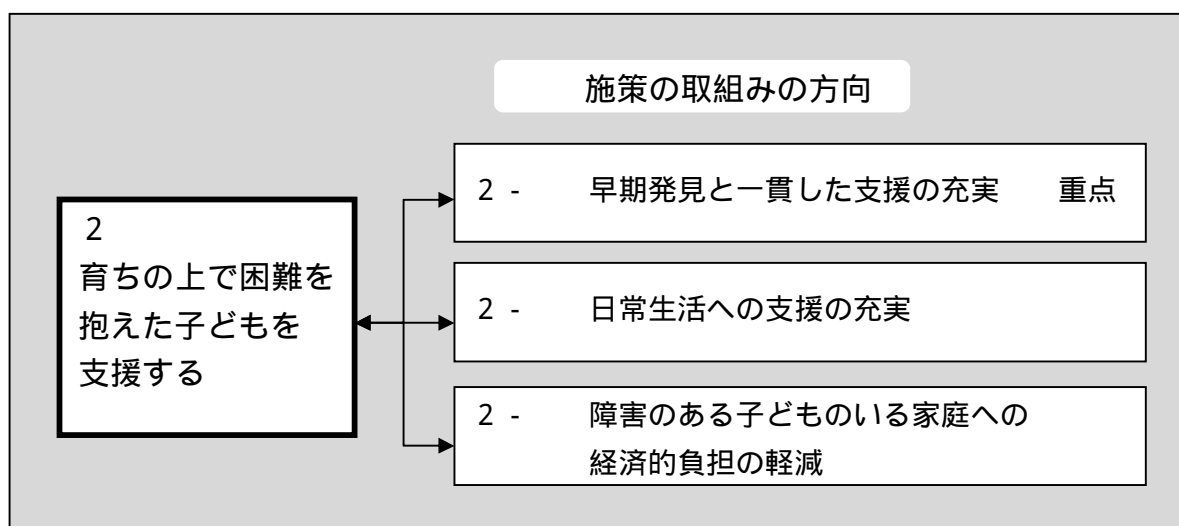 施策の取組みの方向
2 - 早期発見と一貫した支援の充実 重点
2
育ちの上で困難を
抱えた子どもを
支援する
2 - 日常生活への支援の充実
2 - 障害のある子どものいる家庭への
経済的負担の軽減